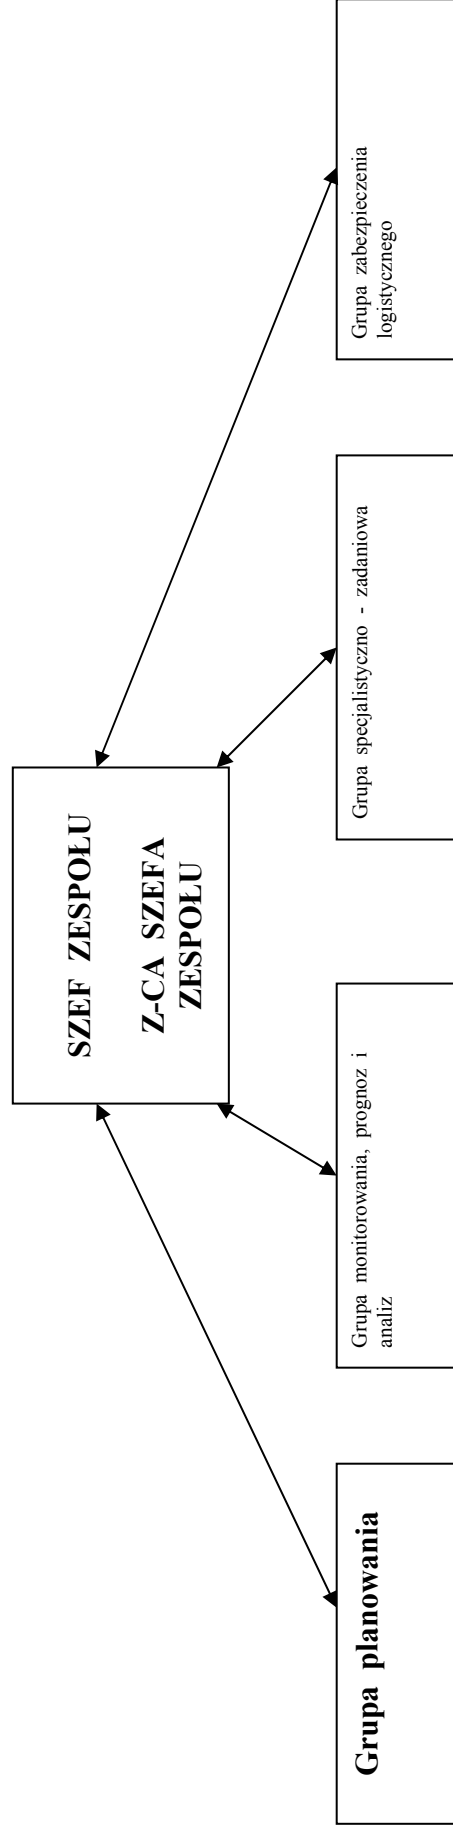 SZEF ZESPOŁU
Z-CA SZEFA
ZESPOŁU
Grupa planowania
Grupa monitorowania, prognoz i
analiz
Grupa specjalistyczno - zadaniowa
Grupa zabezpieczenia
logistycznego